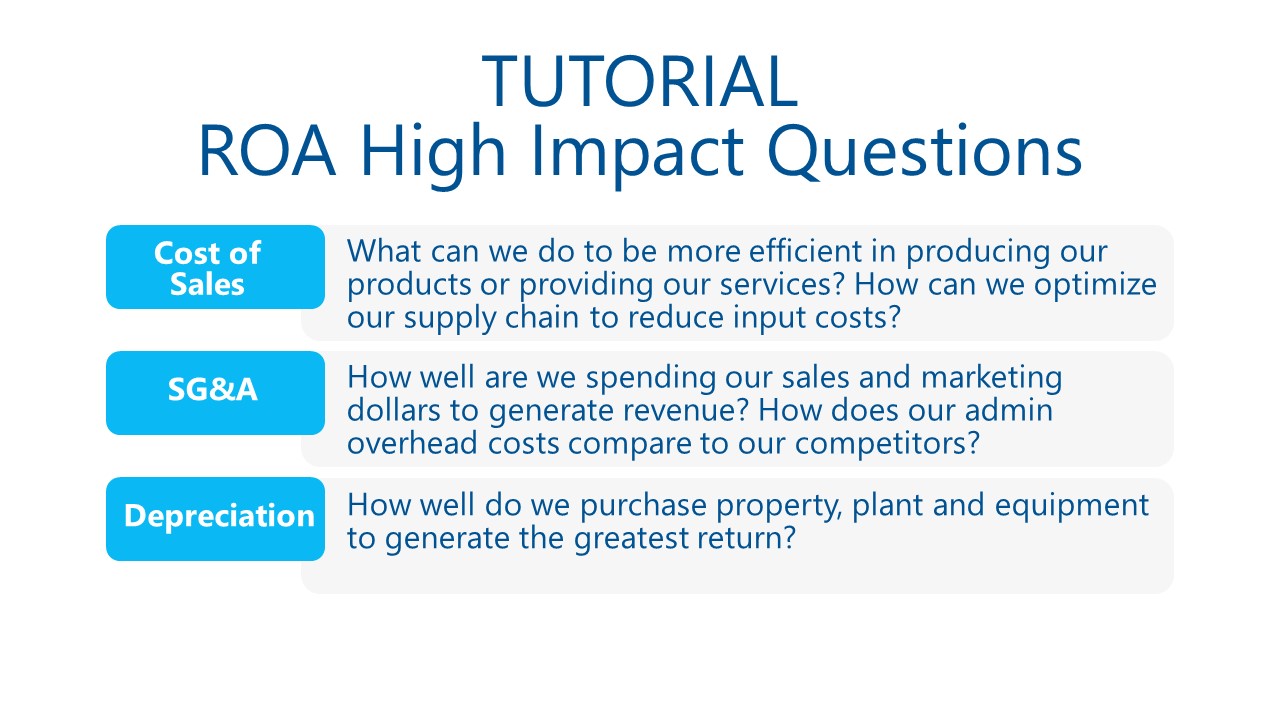 TUTORIAL
ROA High Impact Questions
Cost of
Sales
What can we do to be more efficient in producing our
products or providing our services? How can we optimize
our supply chain to reduce input costs?
SG&A
How well are we spending our sales and marketing
dollars to generate revenue? How does our admin
overhead costs compare to our competitors?
Depreciation
How well do we purchase property, plant and equipment
to generate the greatest return?